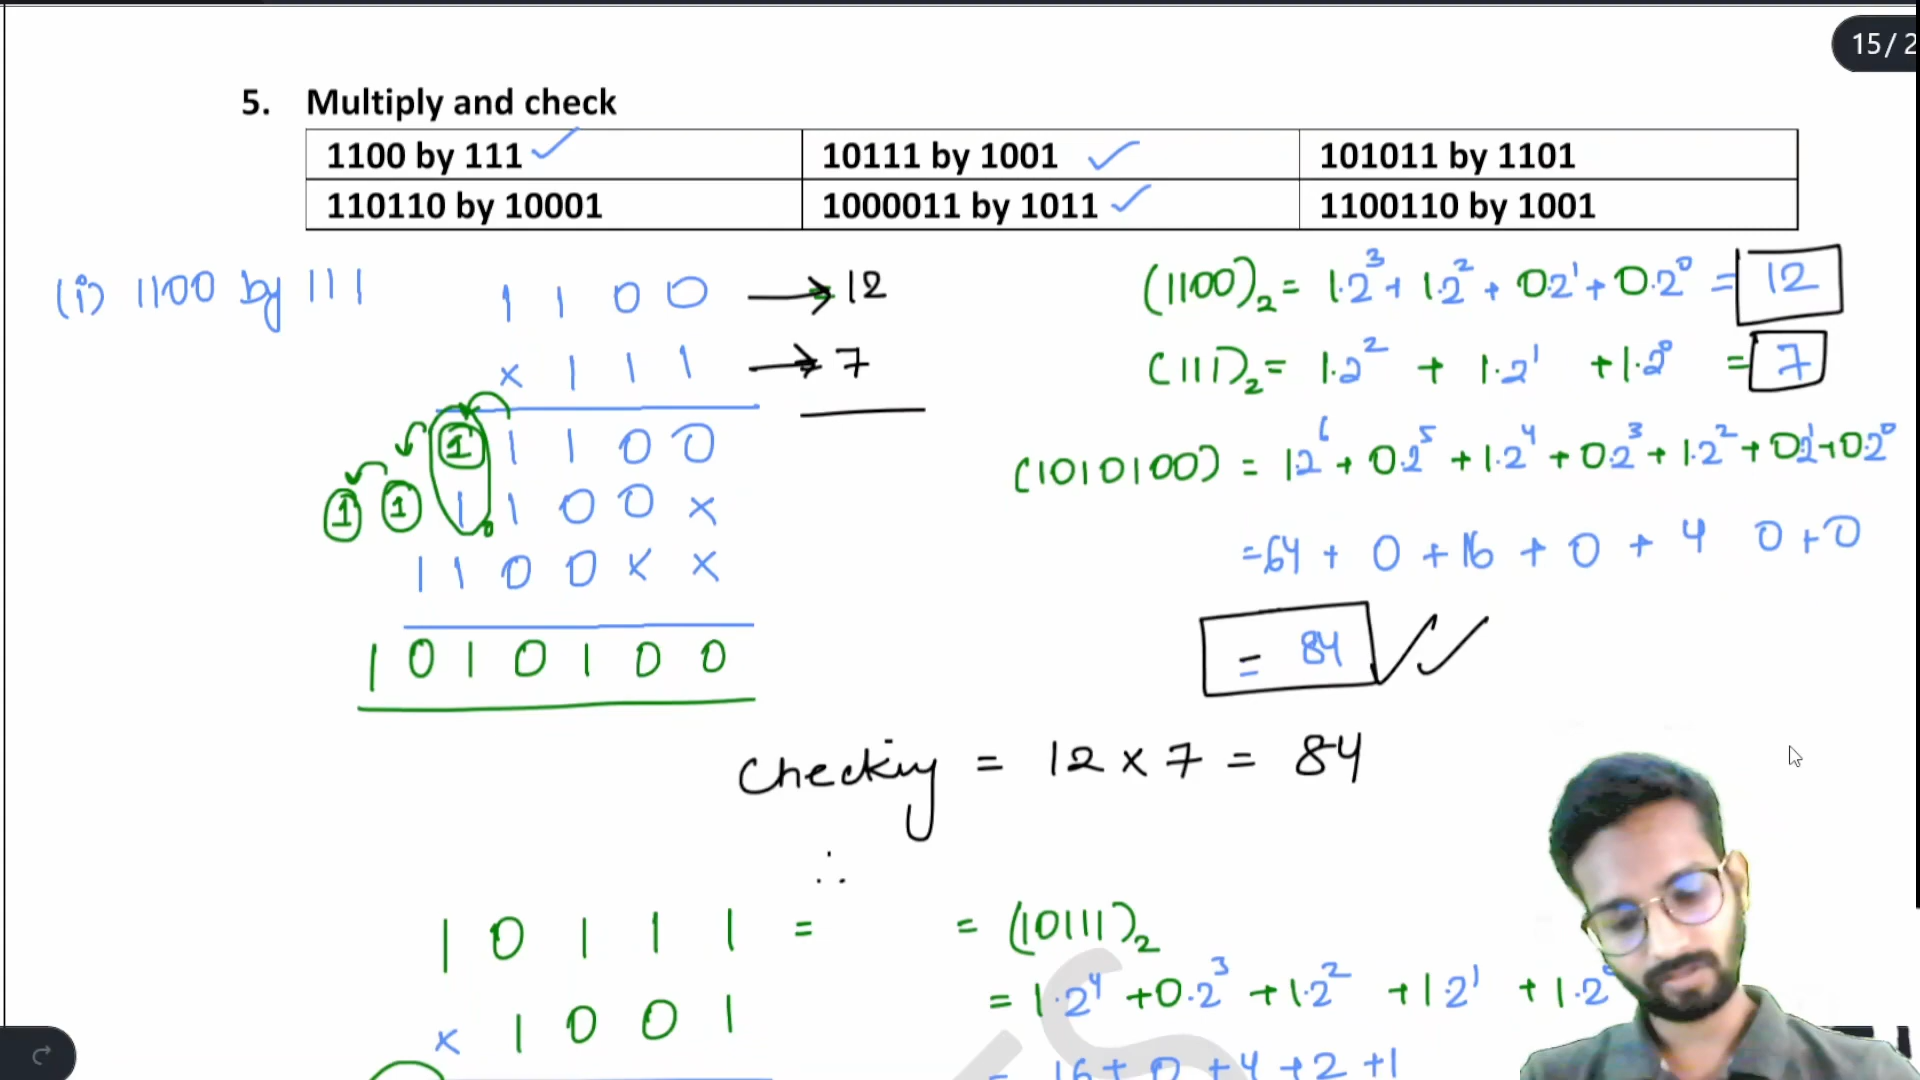 15/2
5. Multiply and check
1100 by 111 ✓ 10111 by 1001 ✓ 101011 by 1101
110110 by 10001 1000011 by 1011 ✓ 1100110 by 1001
(i) 1100 by 111
1 1 0 0 → 12
x 1 1 1 → 7
1 1 1 0 0
1 1 1 1 0 0 x
1 1 0 0 x x
1 0 1 0 1 0 0
(1100)₂ = 1.2³ + 1.2² + 0.2¹ + 0.2⁰ = 12
(111)₂ = 1.2² + 1.2¹ + 1.2⁰ = 7
(1010100) = 1.2⁶ + 0.2⁵ + 1.2⁴ + 0.2³ + 1.2² + 0.2¹ + 0.2⁰
= 64 + 0 + 16 + 0 + 4 0 + 0
= 84 ✓✓
Checking = 12 x 7 = 84
∴
1 0 1 1 1 =
x 1 0 0 1
= (10111)₂
= 1.2⁴ + 0.2³ + 1.2² + 1.2¹ + 1.2⁰
= 16 + 0 + 4 + 2 + 1